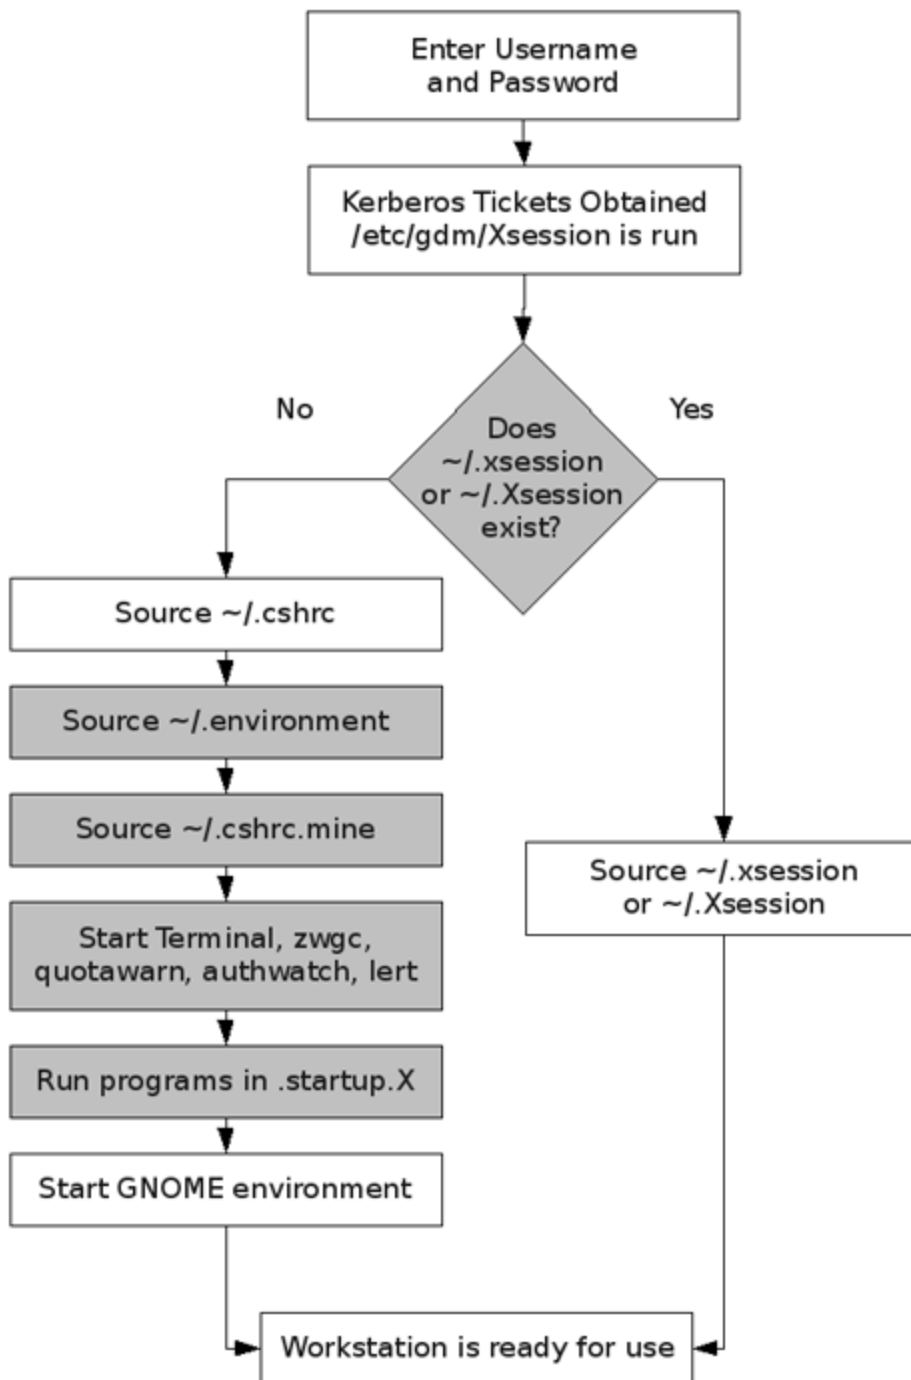 Enter Username
and Password
Kerberos Tickets Obtained
/etc/gdm/Xsession is run
No
Yes
Does
~/.xsession
or ~/.Xsession
exist?
Source ~/.cshrc
Source ~/.environment
Source ~/.cshrc.mine
Start Terminal, zwgc,
quotawarn, authwatch, lert
Run programs in .startup.X
Start GNOME environment
Source ~/.xsession
or ~/.Xsession
Workstation is ready for use